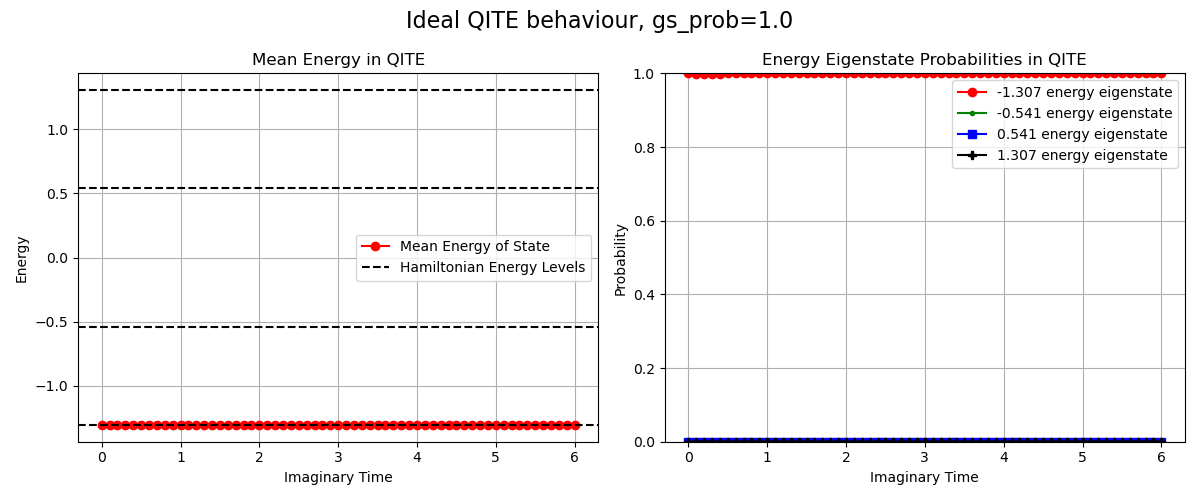 Ideal QITE behaviour, gs_prob=1.0
Mean Energy in QITE
Energy
1.0
0.5
0.0
−0.5
−1.0
Mean Energy of State
Hamiltonian Energy Levels
0 1 2 3 4 5 6
Imaginary Time
Energy Eigenstate Probabilities in QITE
Probability
1.0
0.8
0.6
0.4
0.2
0.0
-1.307 energy eigenstate
-0.541 energy eigenstate
0.541 energy eigenstate
1.307 energy eigenstate
0 1 2 3 4 5 6
Imaginary Time